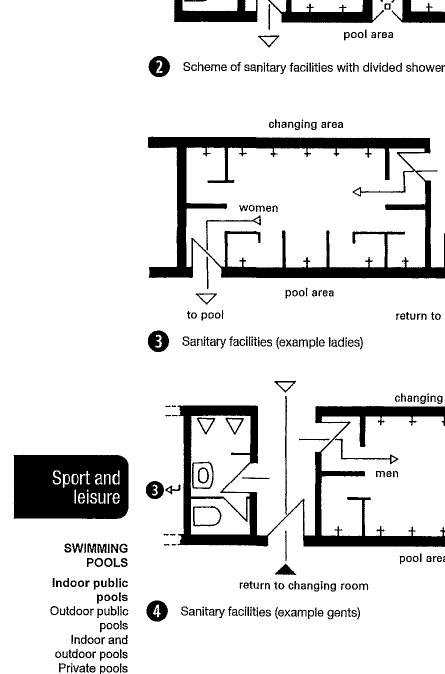 pool area
2 Scheme of sanitary facilities with divided shower
changing area
women
pool area
to pool
return to
3 Sanitary facilities (example ladies)
changing
3
men
pool area
return to changing room
4 Sanitary facilities (example gents)
Sport and
leisure
SWIMMING
POOLS
Indoor public
pools
Outdoor public
pools
Indoor and
outdoor pools
Private pools